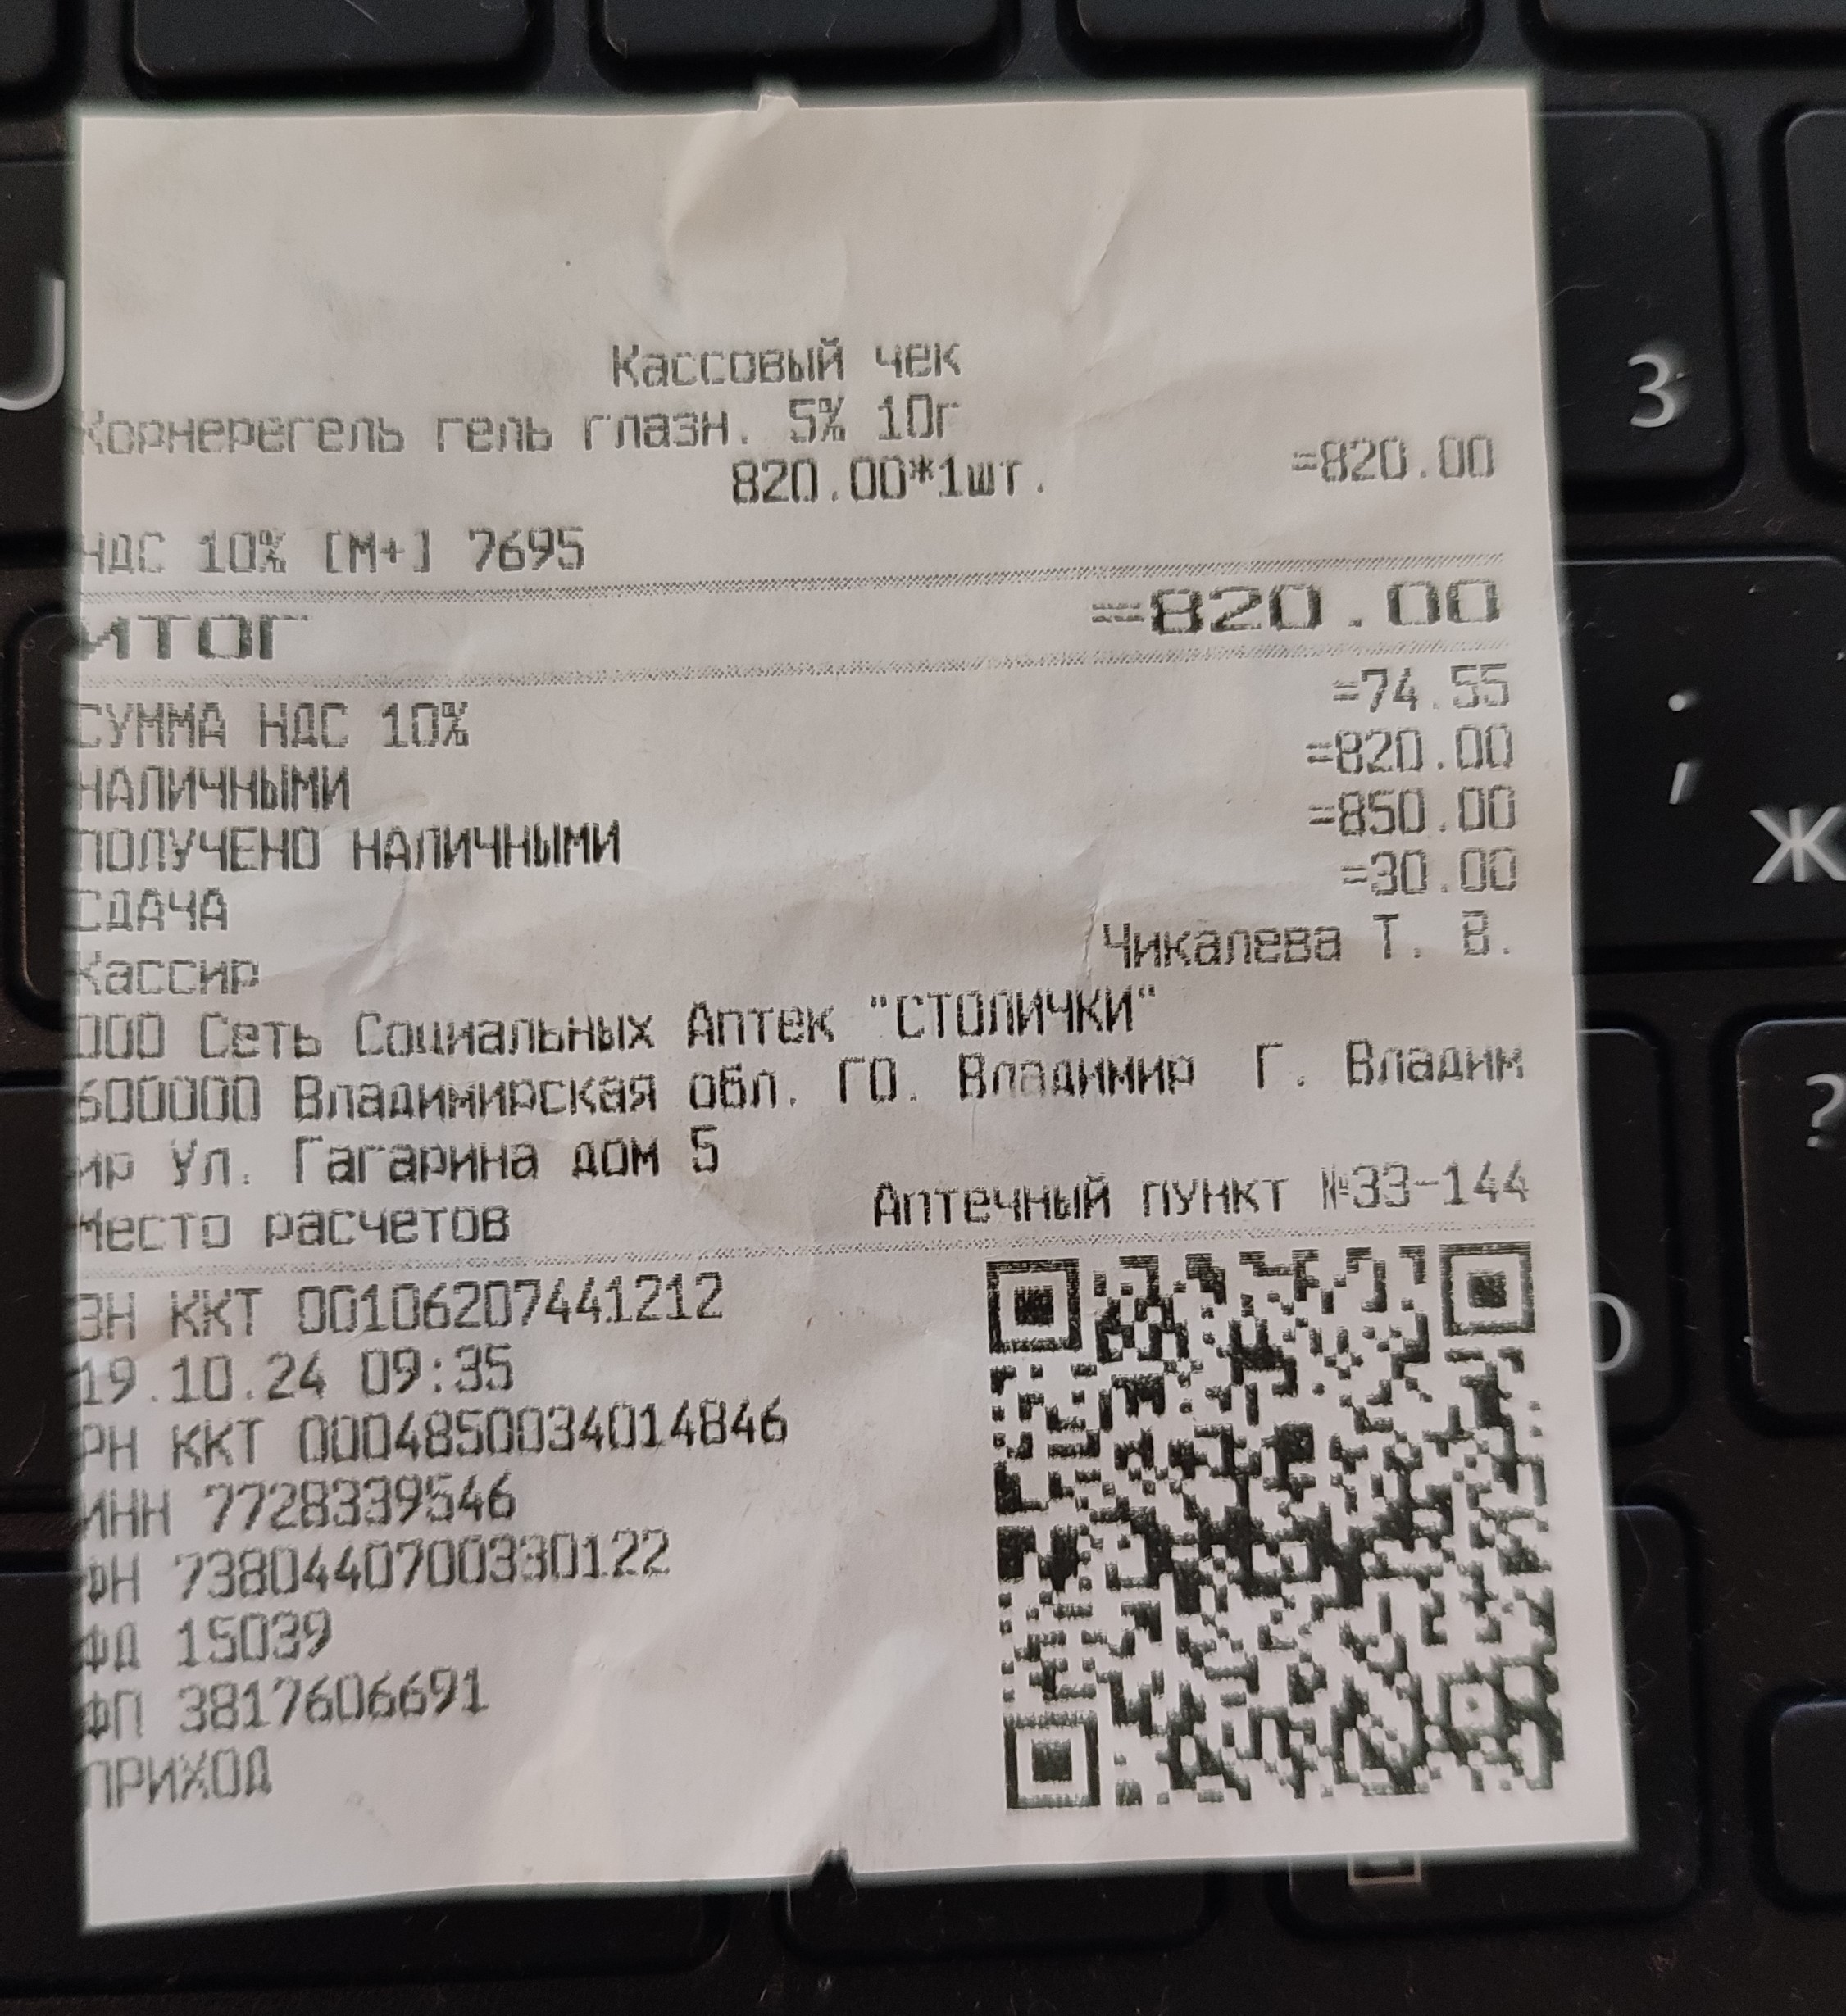 Кассовый чек
Корнерегель гель глазн. 5% 10г
820.00*1шт. =820.00
НДС 10% [М+] 7695
ИТОГ =820.00
СУММА НДС 10% =74.55
НАЛИЧНЫМИ =820.00
ПОЛУЧЕНО НАЛИЧНЫМИ =850.00
СДАЧА =30.00
Кассир Чикалева Т. В.
ООО Сеть Социальных Аптек "СТОЛИЧКИ"
600000 Владимирская обл. ГО. Владимир Г. Владим
ир Ул. Гагарина дом 5
Место расчетов Аптечный пункт №33-144
ЗН ККТ 00106207441212
19.10.24 09:35
РН ККТ 0004850034014846
ИНН 7728339546
ФН 7380440700330122
ФД 15039
ФП 3817606691
ПРИХОД
З
;
,
Ж
?